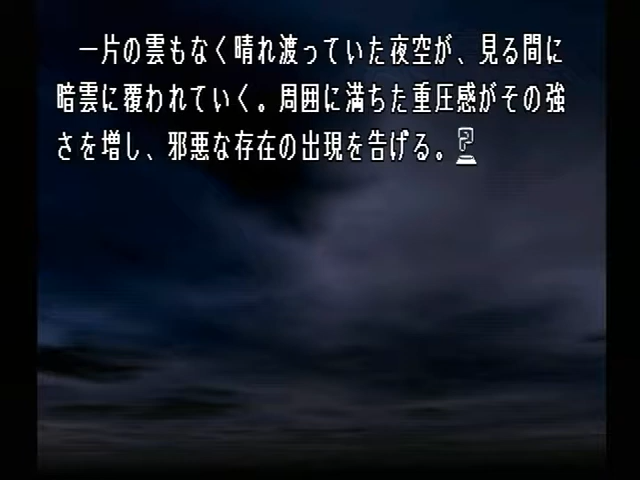 一片の雲もなく晴れ渡っていた夜空が、見る間に
暗雲に覆われていく。周囲に満ちた重圧感がその強
さを増し、邪悪な存在の出現を告げる。